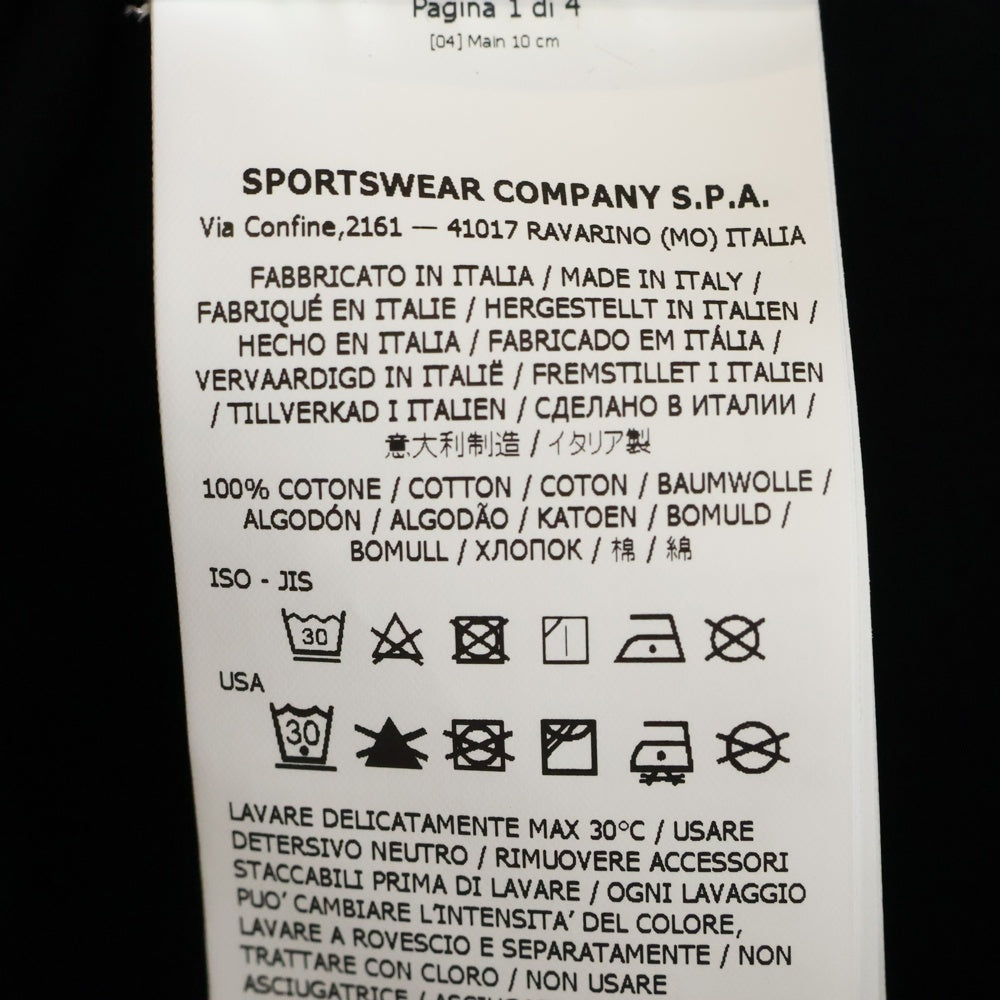 Pagina 1 di 4
[04] Main 10 cm
SPORTSWEAR COMPANY S.P.A.
Via Confine,2161 — 41017 RAVARINO (MO) ITALIA
FABBRICATO IN ITALIA / MADE IN ITALY /
FABRIQUÉ EN ITALIE / HERGESTELLT IN ITALIEN /
HECHO EN ITALIA / FABRICADO EM ITÁLIA /
VERVAARDIGD IN ITALIË / FREMSTILLET I ITALIEN
/ TILLVERKAD I ITALIEN / СДЕЛАНО В ИТАЛИИ /
意大利制造 / イタリア製
100% COTONE / COTTON / COTON / BAUMWOLLE /
ALGODÓN / ALGODÃO / KATOEN / BOMULD /
BOMULL / ХЛОПОК / 棉 / 綿
ISO - JIS
30
USA
30
LAVARE DELICATAMENTE MAX 30°C / USARE
DETERSIVO NEUTRO / RIMUOVERE ACCESSORI
STACCABILI PRIMA DI LAVARE / OGNI LAVAGGIO
PUO' CAMBIARE L'INTENSITA' DEL COLORE,
LAVARE A ROVESCIO E SEPARATAMENTE / NON
TRATTARE CON CLORO / NON USARE
ASCIUGATRICE /